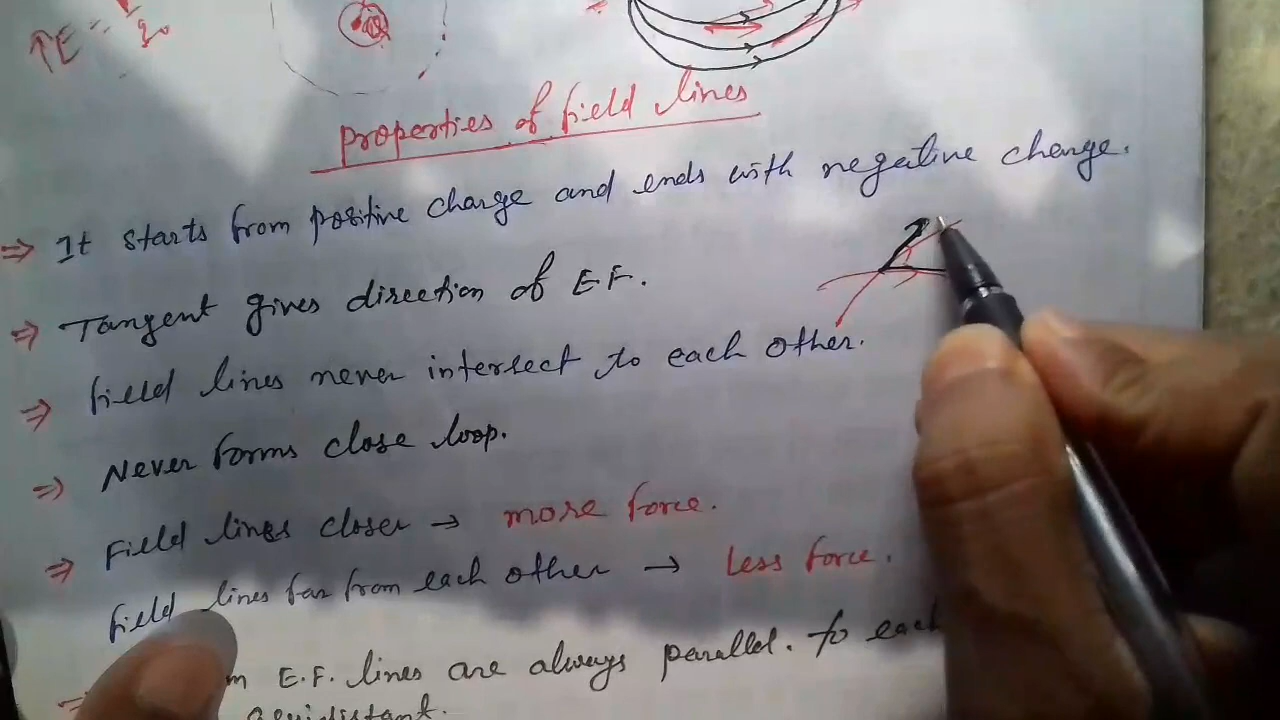 ↑E = F/q₀
Properties of field lines
⇒ It starts from positive charge and ends with negative charge.
⇒ Tangent gives direction of E F.
⇒ field lines never intersect to each other.
⇒ Never forms close loop.
⇒ Field lines closer → more force.
field lines far from each other → Less force.
E.F. lines are always parallel. to each
equidistant.